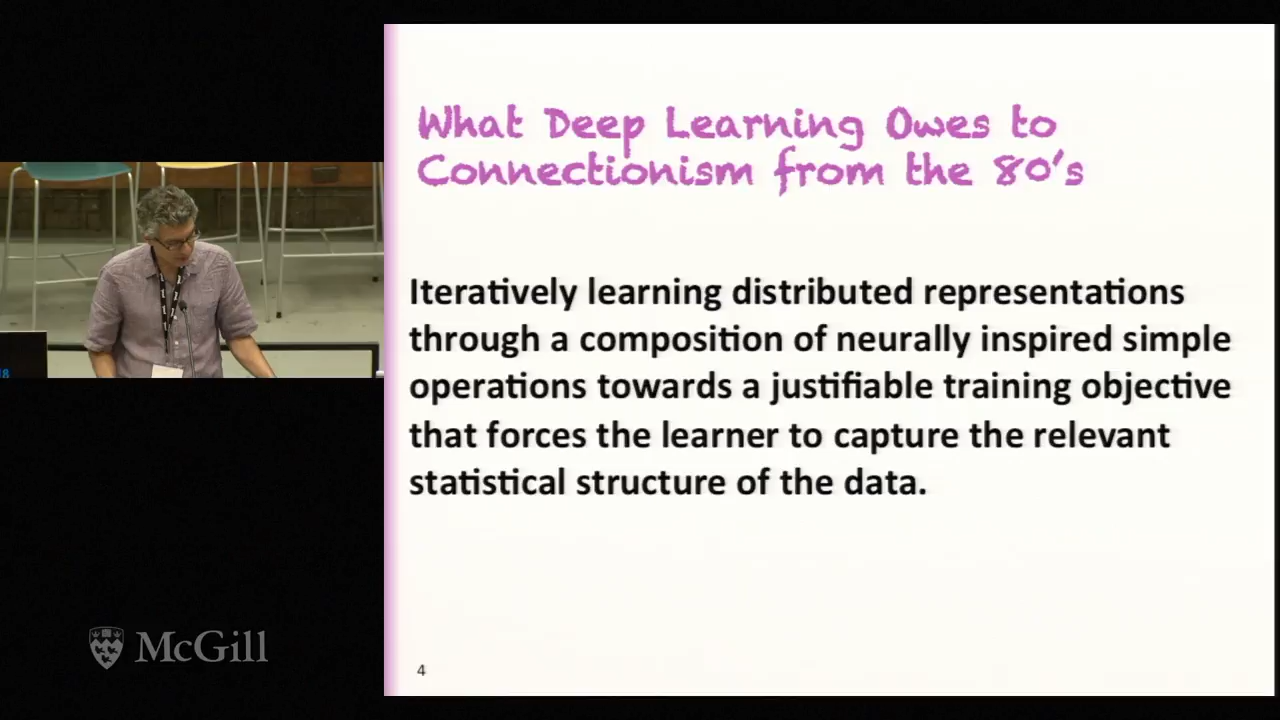 What Deep Learning Owes to
Connectionism from the 80's
Iteratively learning distributed representations
through a composition of neurally inspired simple
operations towards a justifiable training objective
that forces the learner to capture the relevant
statistical structure of the data.
18
McGill
4